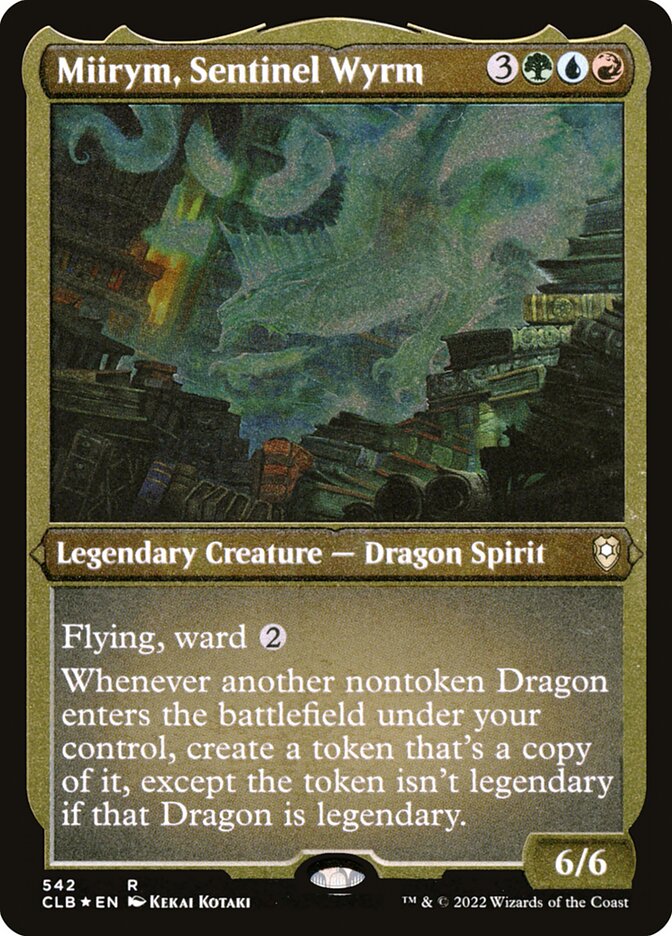 Miirym, Sentinel Wyrm 3
Legendary Creature — Dragon Spirit
Flying, ward 2
Whenever another nontoken Dragon
enters the battlefield under your
control, create a token that's a copy
of it, except the token isn't legendary
if that Dragon is legendary.
6/6
542 R
CLB★EN Kekai Kotaki ™ & © 2022 Wizards of the Coast